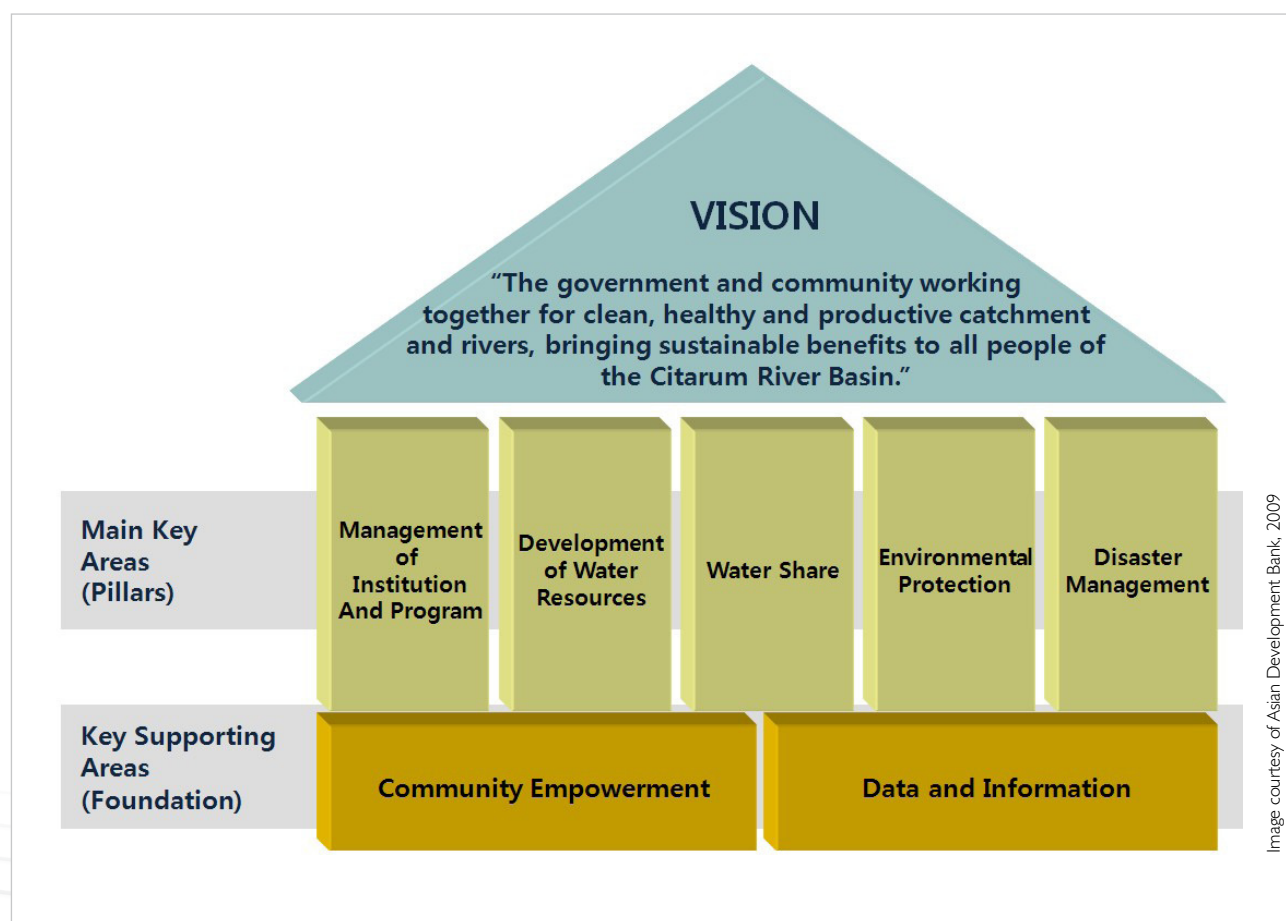 VISION
“The government and community working
together for clean, healthy and productive catchment
and rivers, bringing sustainable benefits to all people of
the Citarum River Basin.”
Main Key
Areas
(Pillars)
Management
of
Institution
And Program
Development
of Water
Resources
Water Share
Environmental
Protection
Disaster
Management
Key Supporting
Areas
(Foundation)
Community Empowerment
Data and Information
Image courtesy of Asian Development Bank, 2009